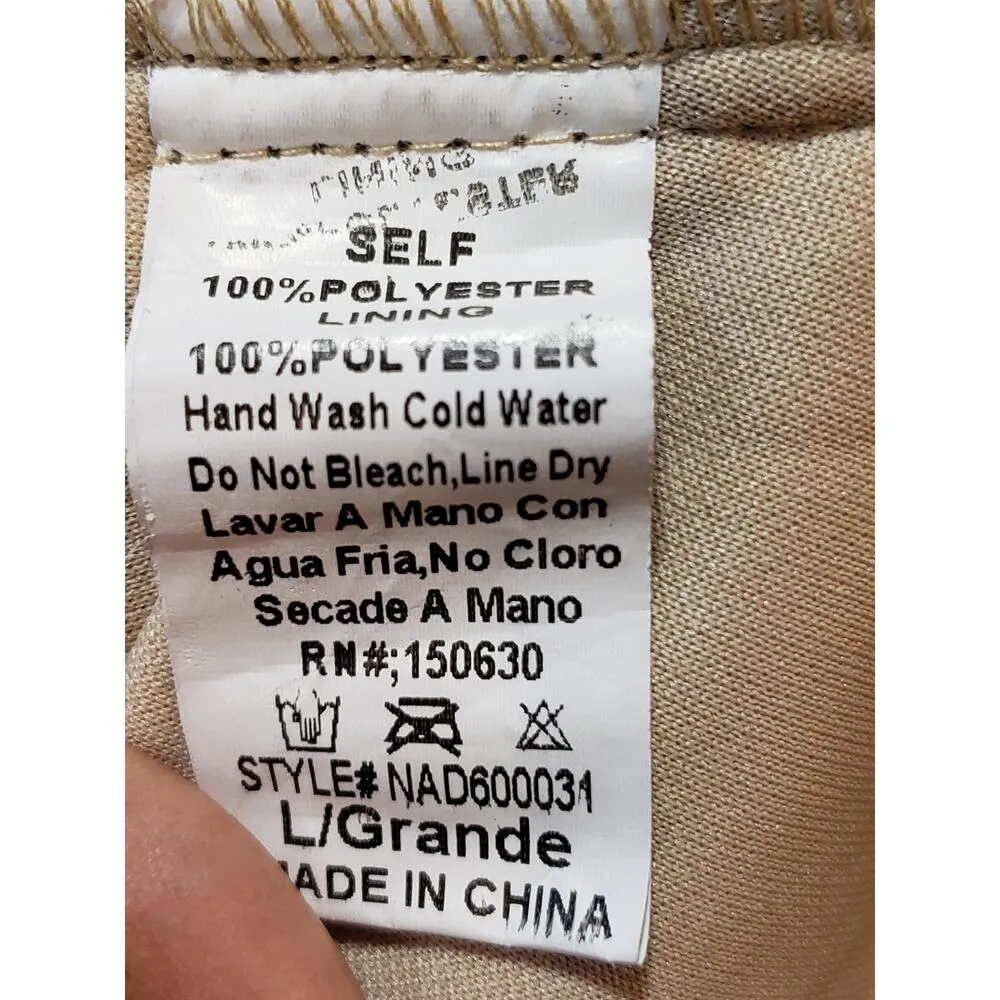 SELF
100%POLYESTER
LINING
100%POLYESTER
Hand Wash Cold Water
Do Not Bleach,Line Dry
Lavar A Mano Con
Agua Fria,No Cloro
Secade A Mano
RN#;150630
STYLE# NAD600031
L/Grande
ADE IN CHINA